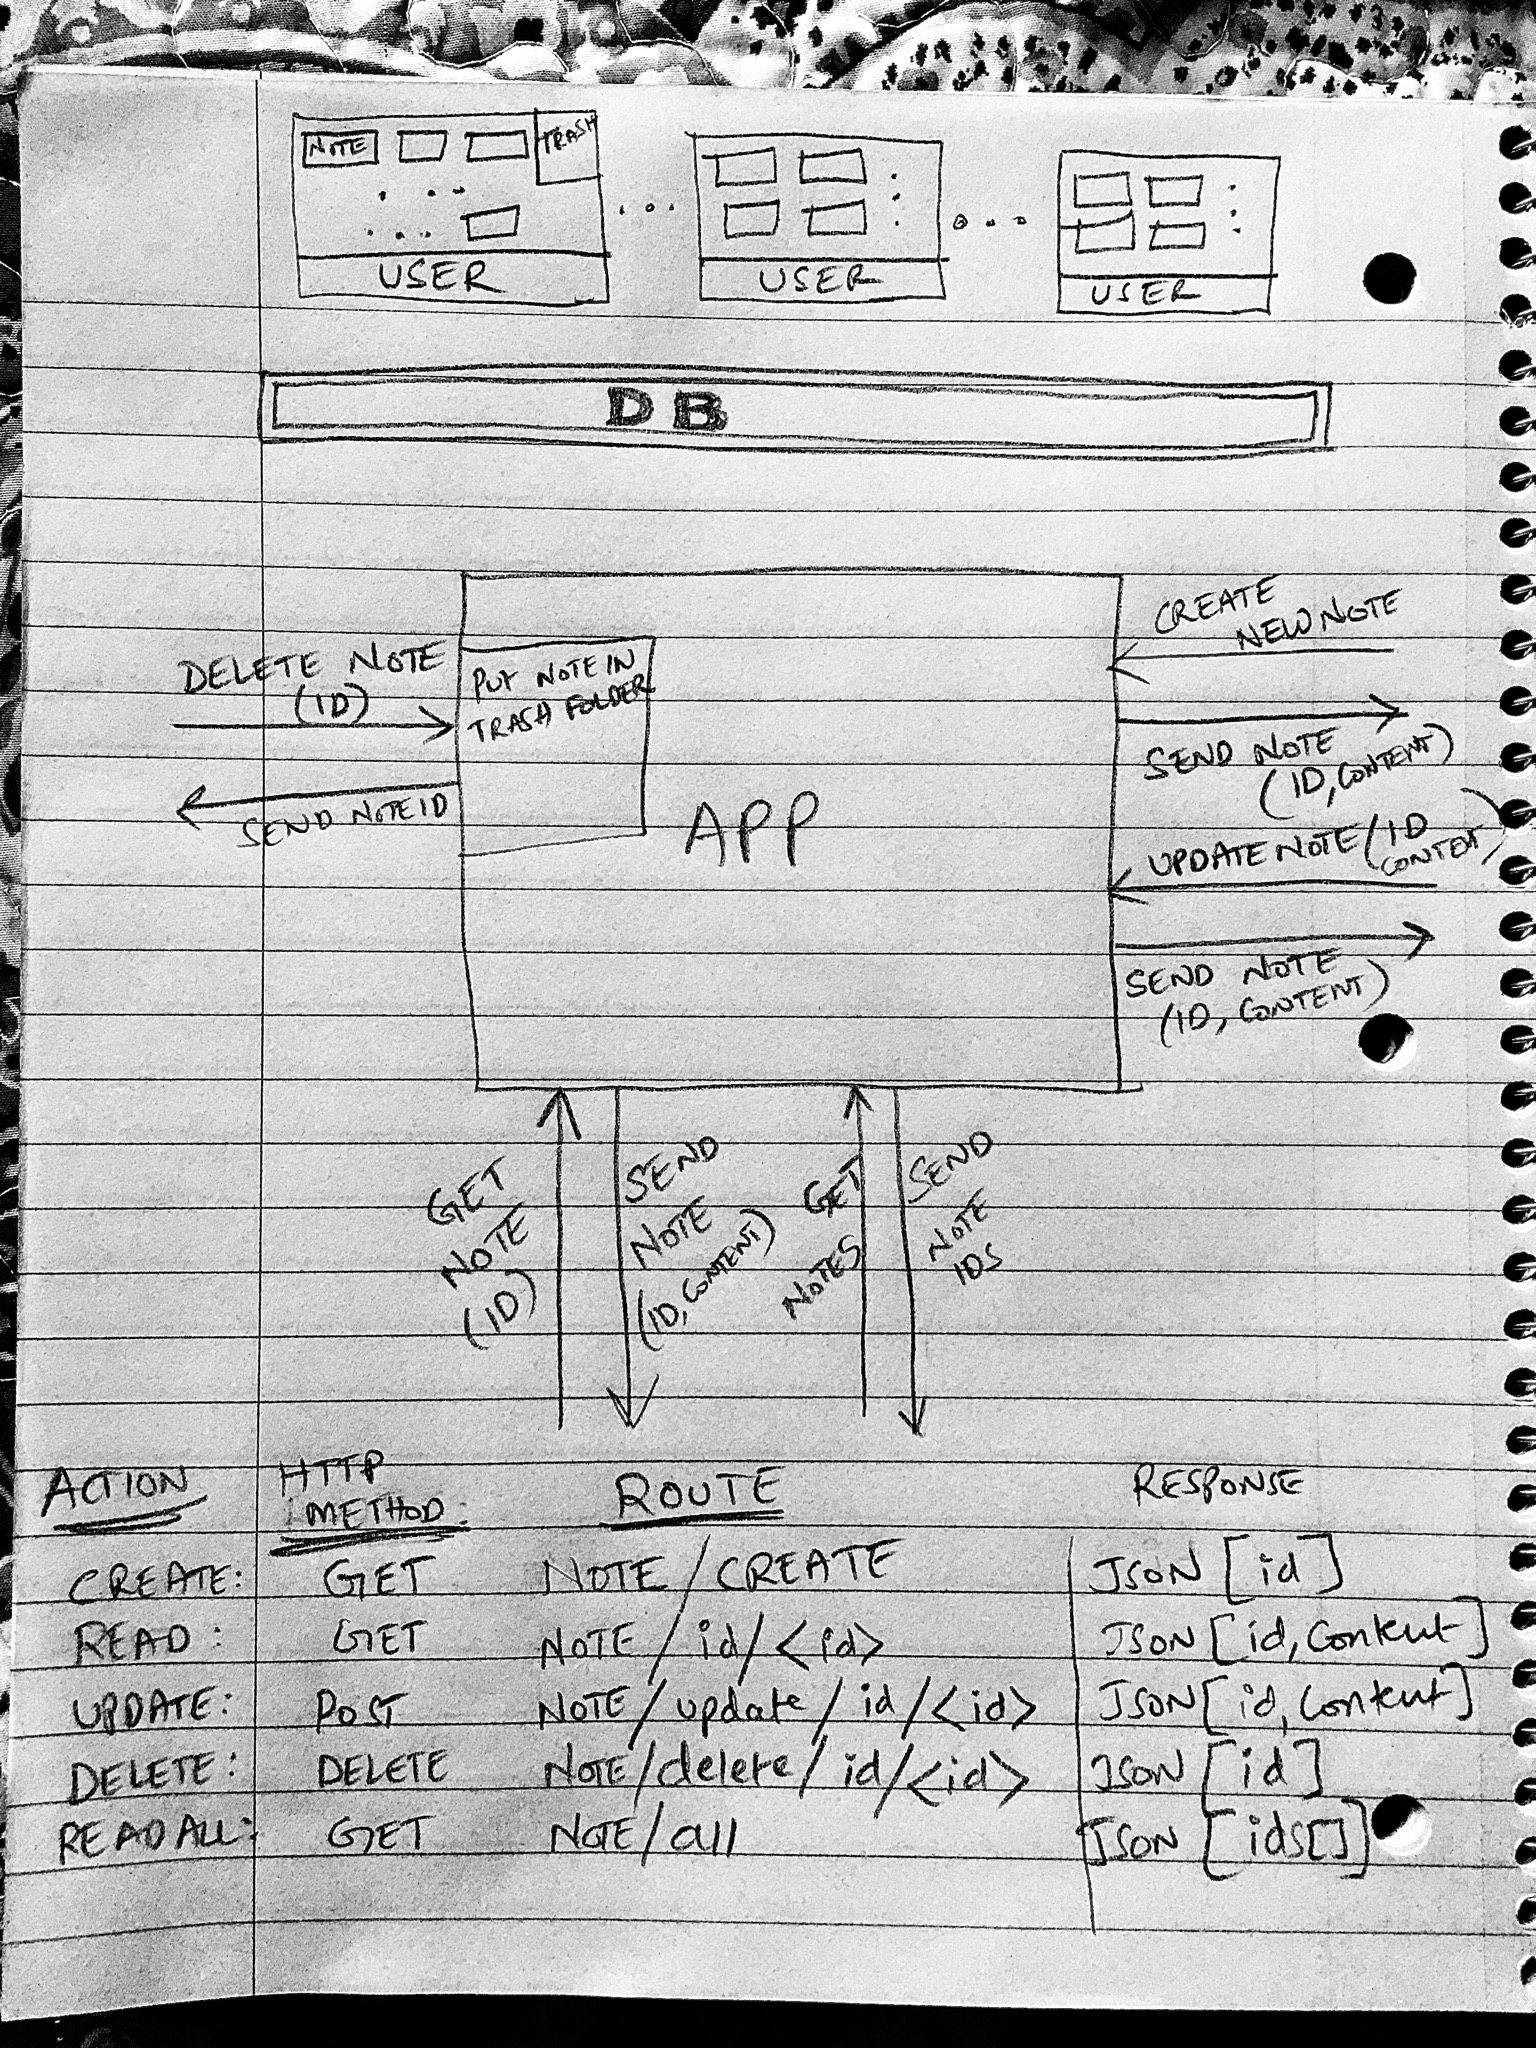 NOTE
TRASH
USER
USER
USER
DB
DELETE NOTE
(ID)
SEND NOTE ID
PUT NOTE IN
TRASH FOLDER
APP
CREATE
NEW NOTE
SEND NOTE
(ID, CONTENT)
UPDATE NOTE (ID
CONTENT)
SEND NOTE
(ID, CONTENT)
GET
NOTE
(ID)
SEND
NOTE
(ID, CONTENT)
GET
NOTES
SEND
NOTE
IDS
ACTION HTTP METHOD: ROUTE RESPONSE
CREATE: GET NOTE/CREATE JSON [id]
READ: GET NOTE/id/<id> JSON [id, Content]
UPDATE: POST NOTE/update/id/<id> JSON [id, Content]
DELETE: DELETE NOTE/delete/id/<id> JSON [id]
READ ALL: GET NOTE/all JSON [ids[]]